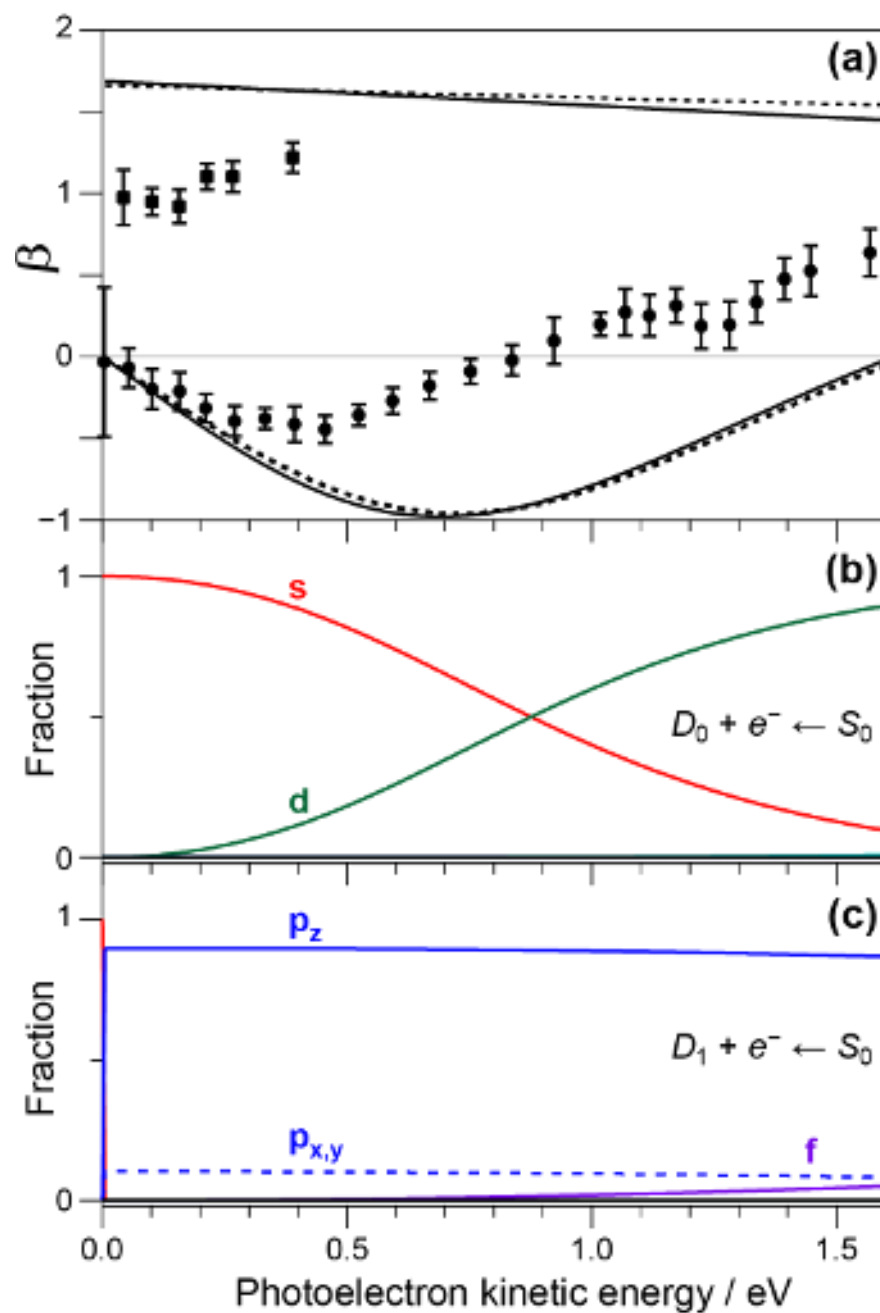 2
(a)
1
β
0
−1
(b)
1
s
Fraction
D₀ + e⁻ ← S₀
d
0
(c)
1
p_z
Fraction
D₁ + e⁻ ← S₀
p_x,y
f
0
0.0 0.5 1.0 1.5
Photoelectron kinetic energy / eV